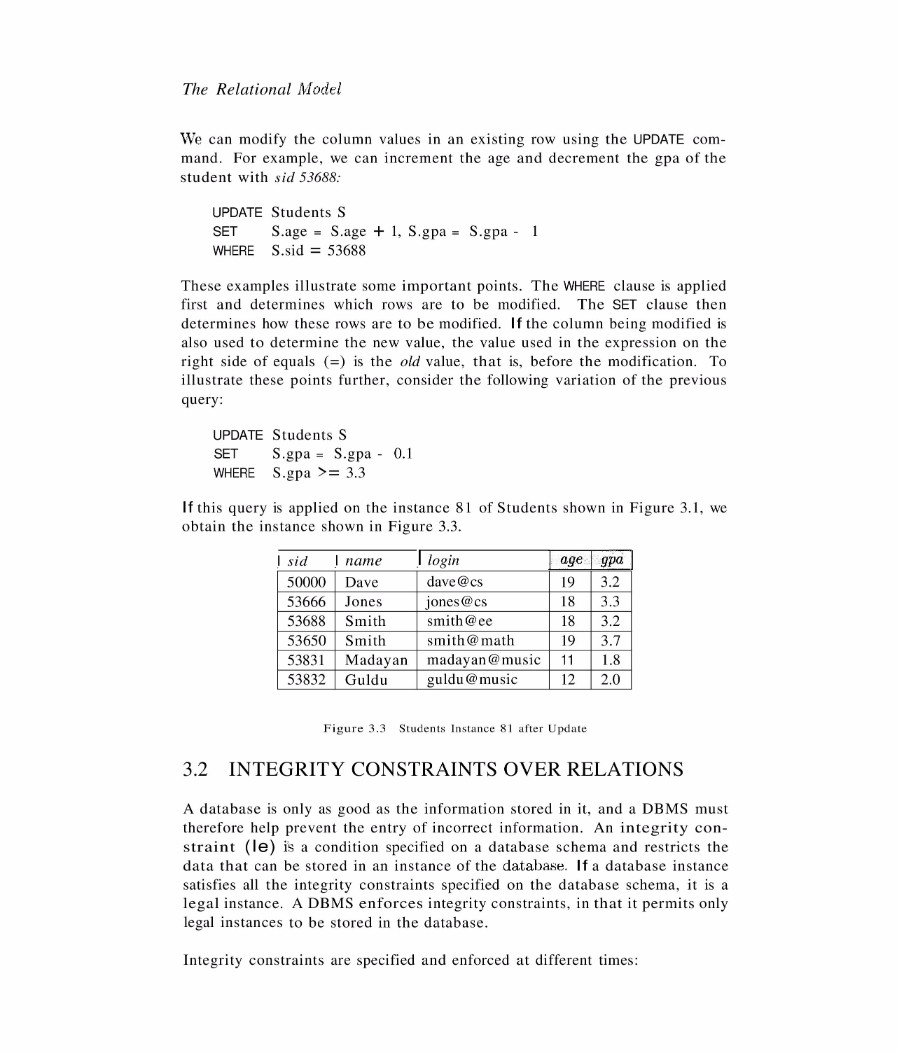 The Relational Model
We can modify the column values in an existing row using the UPDATE com-
mand. For example, we can increment the age and decrement the gpa of the
student with sid 53688:
UPDATE Students S
SET S.age = S.age + 1, S.gpa = S.gpa - 1
WHERE S.sid = 53688
These examples illustrate some important points. The WHERE clause is applied
first and determines which rows are to be modified. The SET clause then
determines how these rows are to be modified. If the column being modified is
also used to determine the new value, the value used in the expression on the
right side of equals (=) is the old value, that is, before the modification. To
illustrate these points further, consider the following variation of the previous
query:
UPDATE Students S
SET S.gpa = S.gpa - 0.1
WHERE S.gpa >= 3.3
If this query is applied on the instance 81 of Students shown in Figure 3.1, we
obtain the instance shown in Figure 3.3.
sid name login age gpa
50000 Dave dave@cs 19 3.2
53666 Jones jones@cs 18 3.3
53688 Smith smith@ee 18 3.2
53650 Smith smith@math 19 3.7
53831 Madayan madayan@music 11 1.8
53832 Guldu guldu@music 12 2.0
Figure 3.3 Students Instance 81 after Update
3.2 INTEGRITY CONSTRAINTS OVER RELATIONS
A database is only as good as the information stored in it, and a DBMS must
therefore help prevent the entry of incorrect information. An integrity con-
straint (Ie) is a condition specified on a database schema and restricts the
data that can be stored in an instance of the database. If a database instance
satisfies all the integrity constraints specified on the database schema, it is a
legal instance. A DBMS enforces integrity constraints, in that it permits only
legal instances to be stored in the database.
Integrity constraints are specified and enforced at different times: